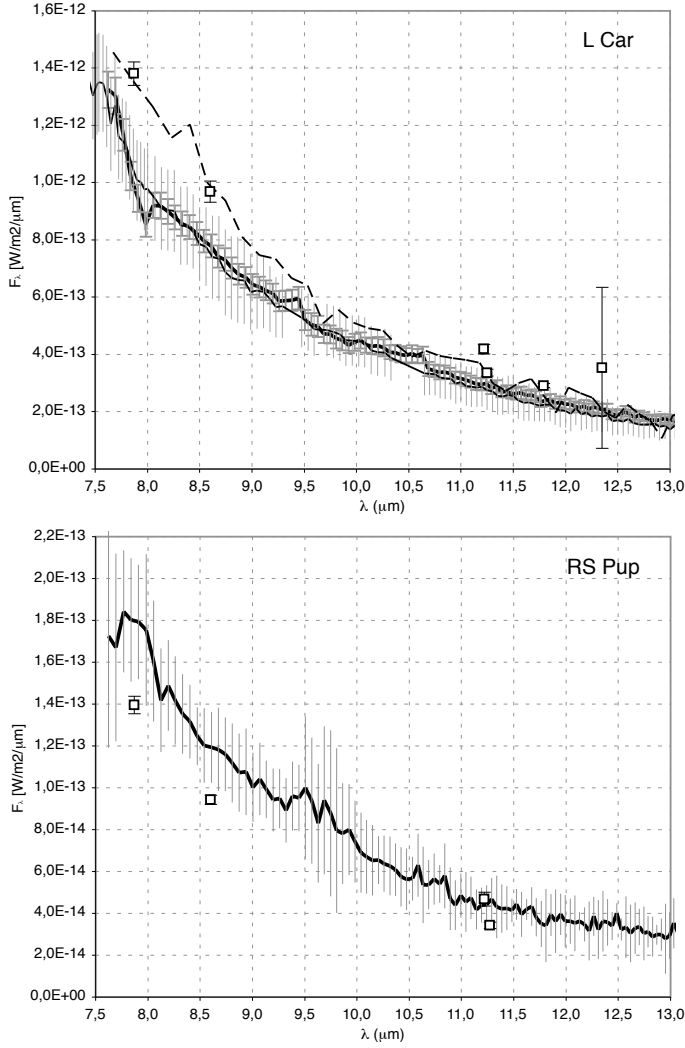 L Car
1,6E-12
1,4E-12
1,2E-12
1,0E-12
8,0E-13
6,0E-13
4,0E-13
2,0E-13
0,0E+00
Fλ [W/m2/μm]
7,5 8,0 8,5 9,0 9,5 10,0 10,5 11,0 11,5 12,0 12,5 13,0
λ (μm)
RS Pup
2,2E-13
2,0E-13
1,8E-13
1,6E-13
1,4E-13
1,2E-13
1,0E-13
8,0E-14
6,0E-14
4,0E-14
2,0E-14
0,0E+00
Fλ [W/m2/μm]
7,5 8,0 8,5 9,0 9,5 10,0 10,5 11,0 11,5 12,0 12,5 13,0
λ (μm)